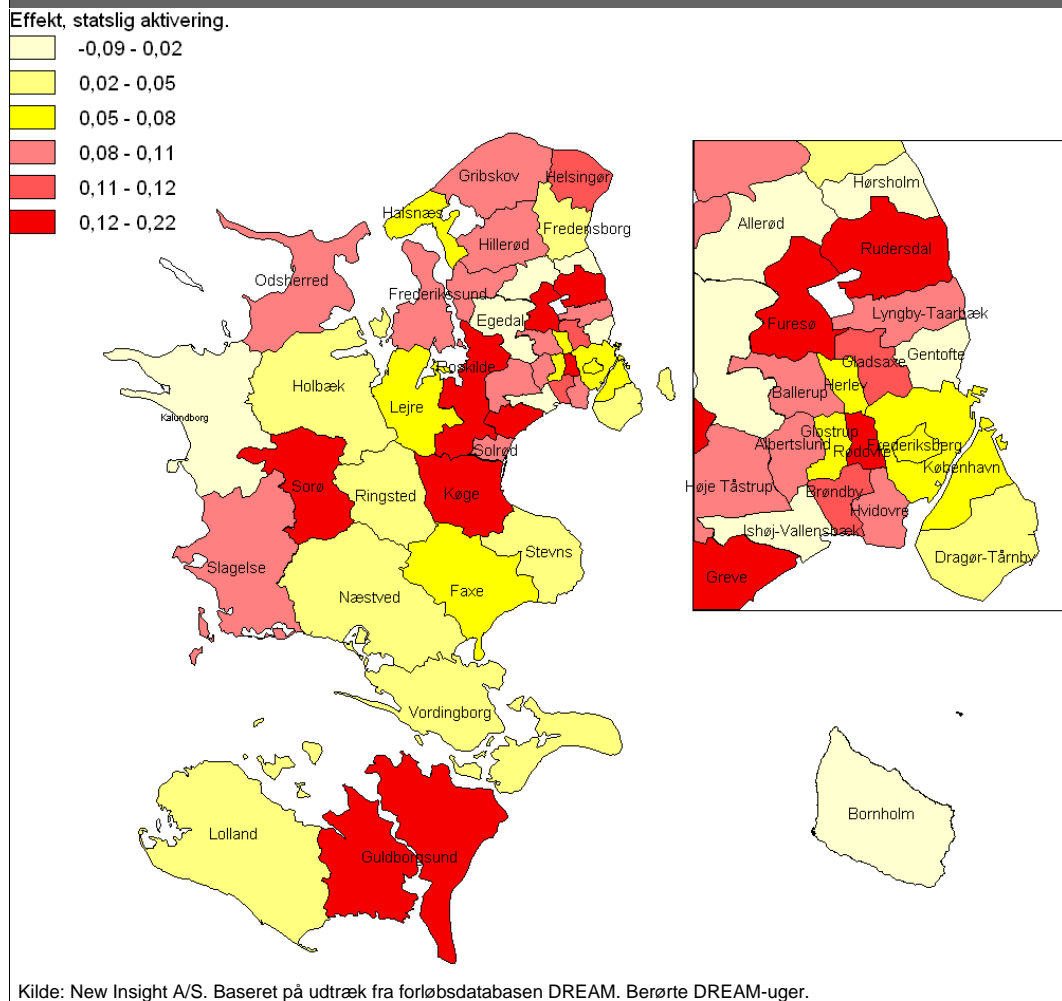 Effekt, statslig aktivering.
-0,09 - 0,02
0,02 - 0,05
0,05 - 0,08
0,08 - 0,11
0,11 - 0,12
0,12 - 0,22
Gribskov
Helsingør
Halsnæs
Hillerød
Fredensborg
Odsherred
Frederikssund
Egedal
Roskilde
Holbæk
Lejre
Kalundborg
Solrød
Sorø
Ringsted
Køge
Stevns
Slagelse
Næstved
Faxe
Vordingborg
Lolland
Guldborgsund
Bornholm
Hørsholm
Allerød
Rudersdal
Furesø
Lyngby-Taarbæk
Gentofte
Gladsaxe
Ballerup
Herlev
Glostrup
Albertslund
Rødovre
Frederiksberg
København
Høje Tåstrup
Brøndby
Hvidovre
Ishøj-Vallensbæk
Dragør-Tårnby
Greve
Kilde: New Insight A/S. Baseret på udtræk fra forløbsdatabasen DREAM. Berørte DREAM-uger.